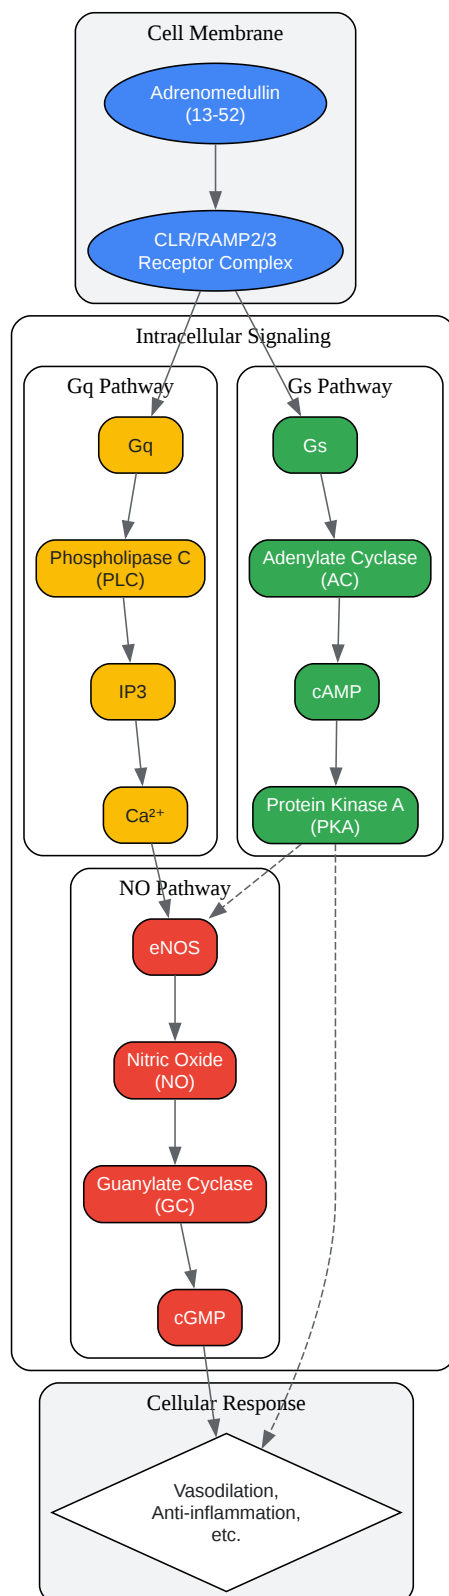 Cell Membrane
Adrenomedullin
(13-52)
CLR/RAMP2/3
Receptor Complex
Intracellular Signaling
Gq Pathway
Gs Pathway
Gq
Gs
Phospholipase C
(PLC)
Adenylate Cyclase
(AC)
IP3
cAMP
Ca²⁺
Protein Kinase A
(PKA)
NO Pathway
eNOS
Nitric Oxide
(NO)
Guanylate Cyclase
(GC)
cGMP
Cellular Response
Vasodilation,
Anti-inflammation,
etc.